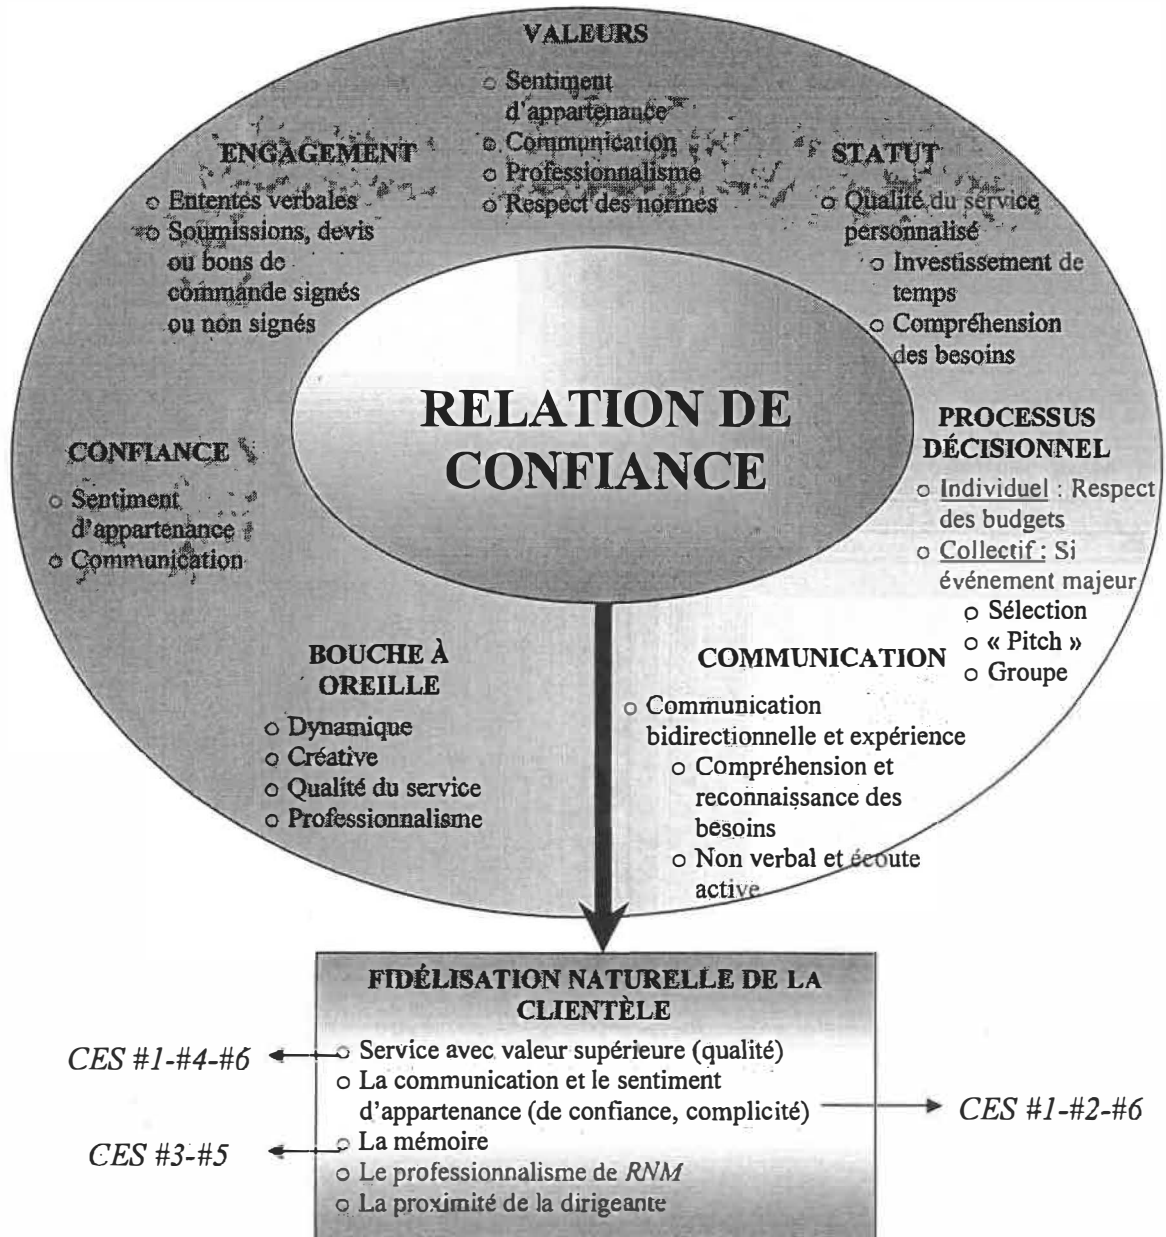 VALEURS
o Sentiment
d'appartenance
o Communication
o Professionnalisme
o Respect des normes
ENGAGEMENT
o Ententes verbales
o Soumissions, devis
ou bons de
commande signés
ou non signés
STATUT
o Qualité du service
personnalisé
o Investissement de
temps
o Compréhension
des besoins
RELATION DE
CONFIANCE
CONFIANCE
o Sentiment
d'appartenance
o Communication
PROCESSUS
DÉCISIONNEL
o Individuel : Respect
des budgets
o Collectif : Si
événement majeur
o Sélection
o « Pitch »
o Groupe
BOUCHE À
OREILLE
o Dynamique
o Créative
o Qualité du service
o Professionnalisme
COMMUNICATION
o Communication
bidirectionnelle et expérience
o Compréhension et
reconnaissance des
besoins
o Non verbal et écoute
active
FIDÉLISATION NATURELLE DE LA
CLIENTÈLE
o Service avec valeur supérieure (qualité)
o La communication et le sentiment
d'appartenance (de confiance, complicité)
o La mémoire
o Le professionnalisme de RNM
o La proximité de la dirigeante
CES #1-#4-#6
CES #1-#2-#6
CES #3-#5